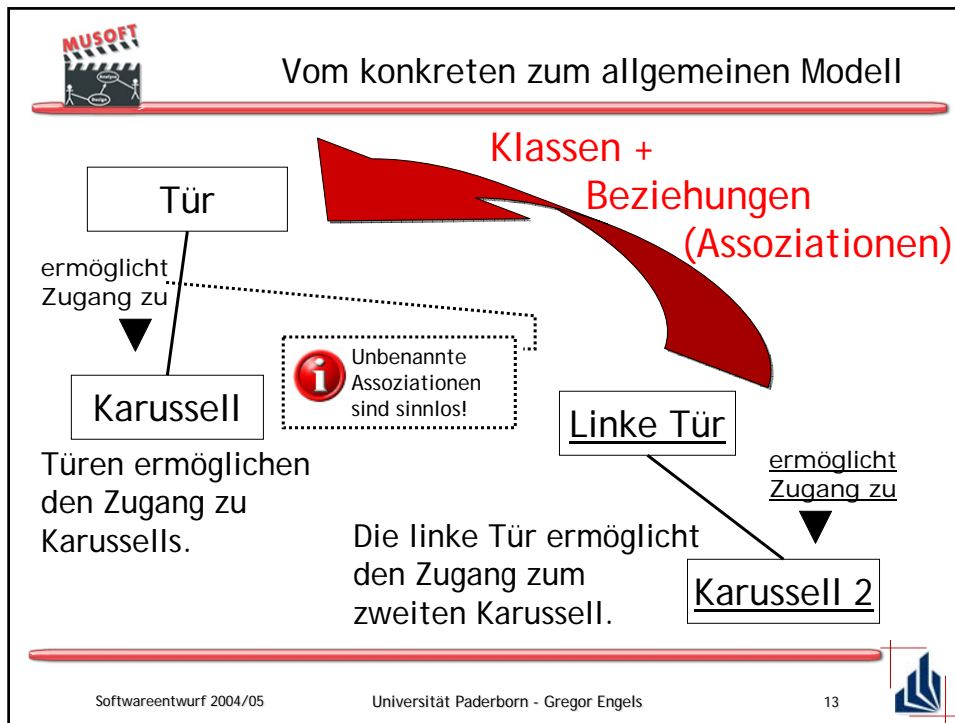 MUSOFT
Analyse
Design
Vom konkreten zum allgemeinen Modell
Klassen +
Beziehungen
(Assoziationen)
Tür
ermöglicht
Zugang zu
Karussell
Unbenannte
Assoziationen
sind sinnlos!
Türen ermöglichen
den Zugang zu
Karussells.
Linke Tür
ermöglicht
Zugang zu
Karussell 2
Die linke Tür ermöglicht
den Zugang zum
zweiten Karussell.
Softwareentwurf 2004/05
Universität Paderborn - Gregor Engels
13